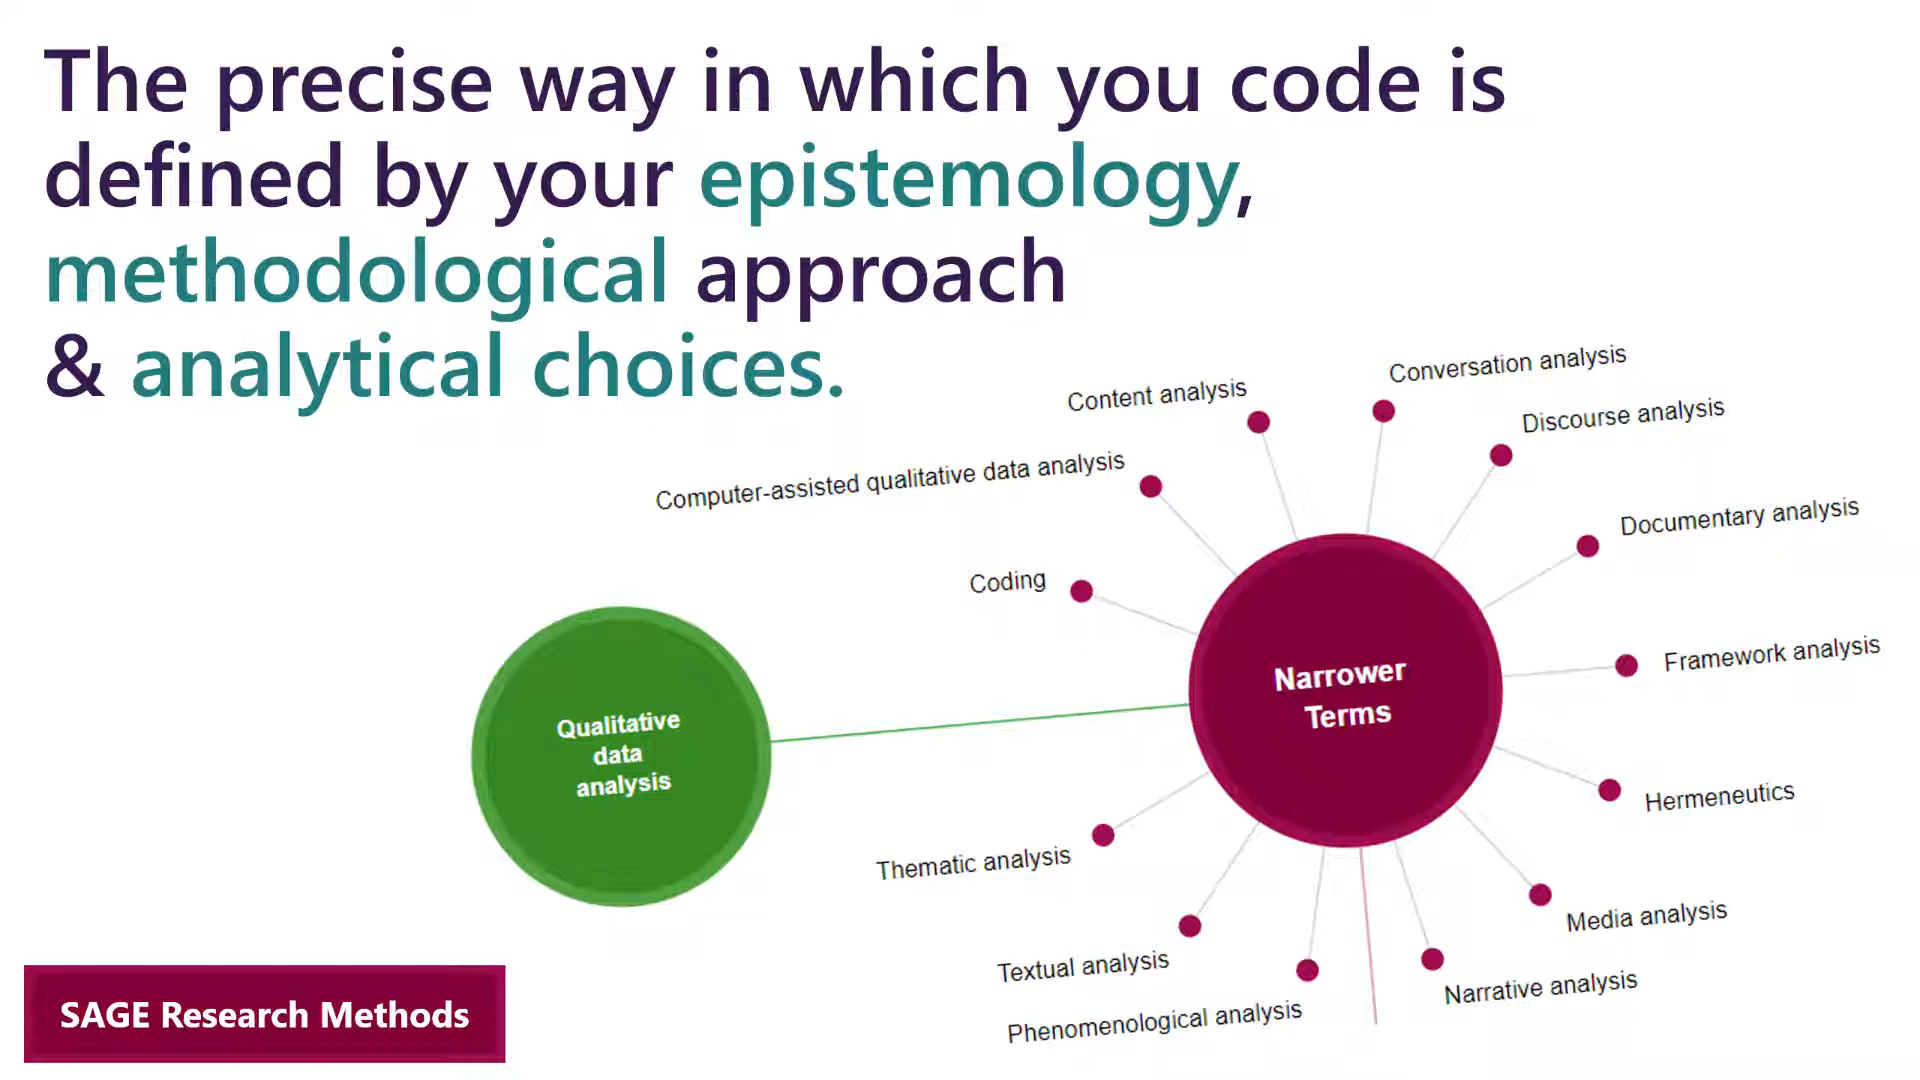 The precise way in which you code is
defined by your epistemology,
methodological approach
& analytical choices.
Conversation analysis
Content analysis
Discourse analysis
Computer-assisted qualitative data analysis
Documentary analysis
Coding
Framework analysis
Narrower
Terms
Qualitative
data
analysis
Hermeneutics
Thematic analysis
Media analysis
Textual analysis
Narrative analysis
Phenomenological analysis
SAGE Research Methods